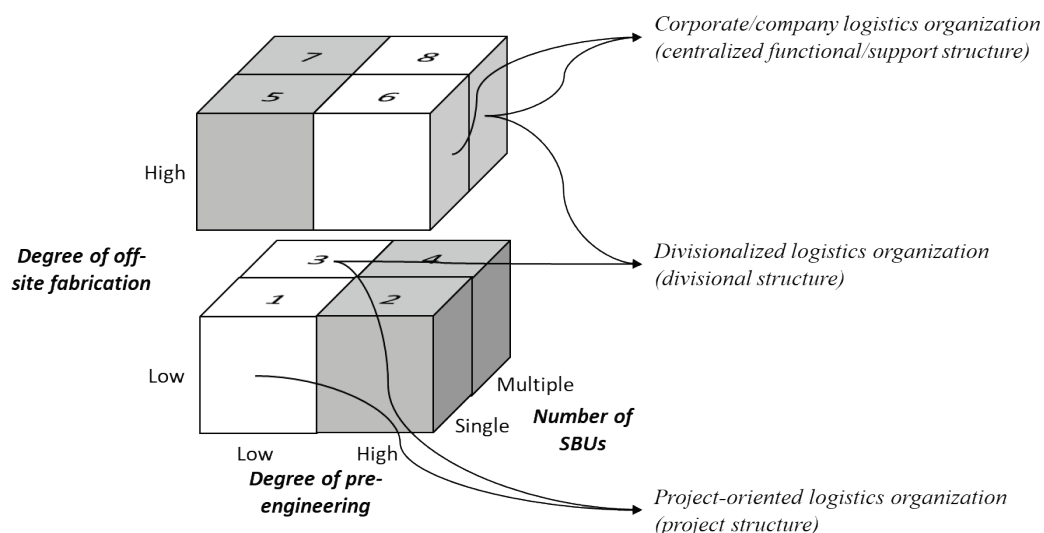 Corporate/company logistics organization
(centralized functional/support structure)
7
8
5
6
High
Degree of off-
site fabrication
Divisionalized logistics organization
(divisional structure)
3
4
1
2
Low
Multiple
Single
Number of
SBUs
Low
High
Degree of pre-
engineering
Project-oriented logistics organization
(project structure)